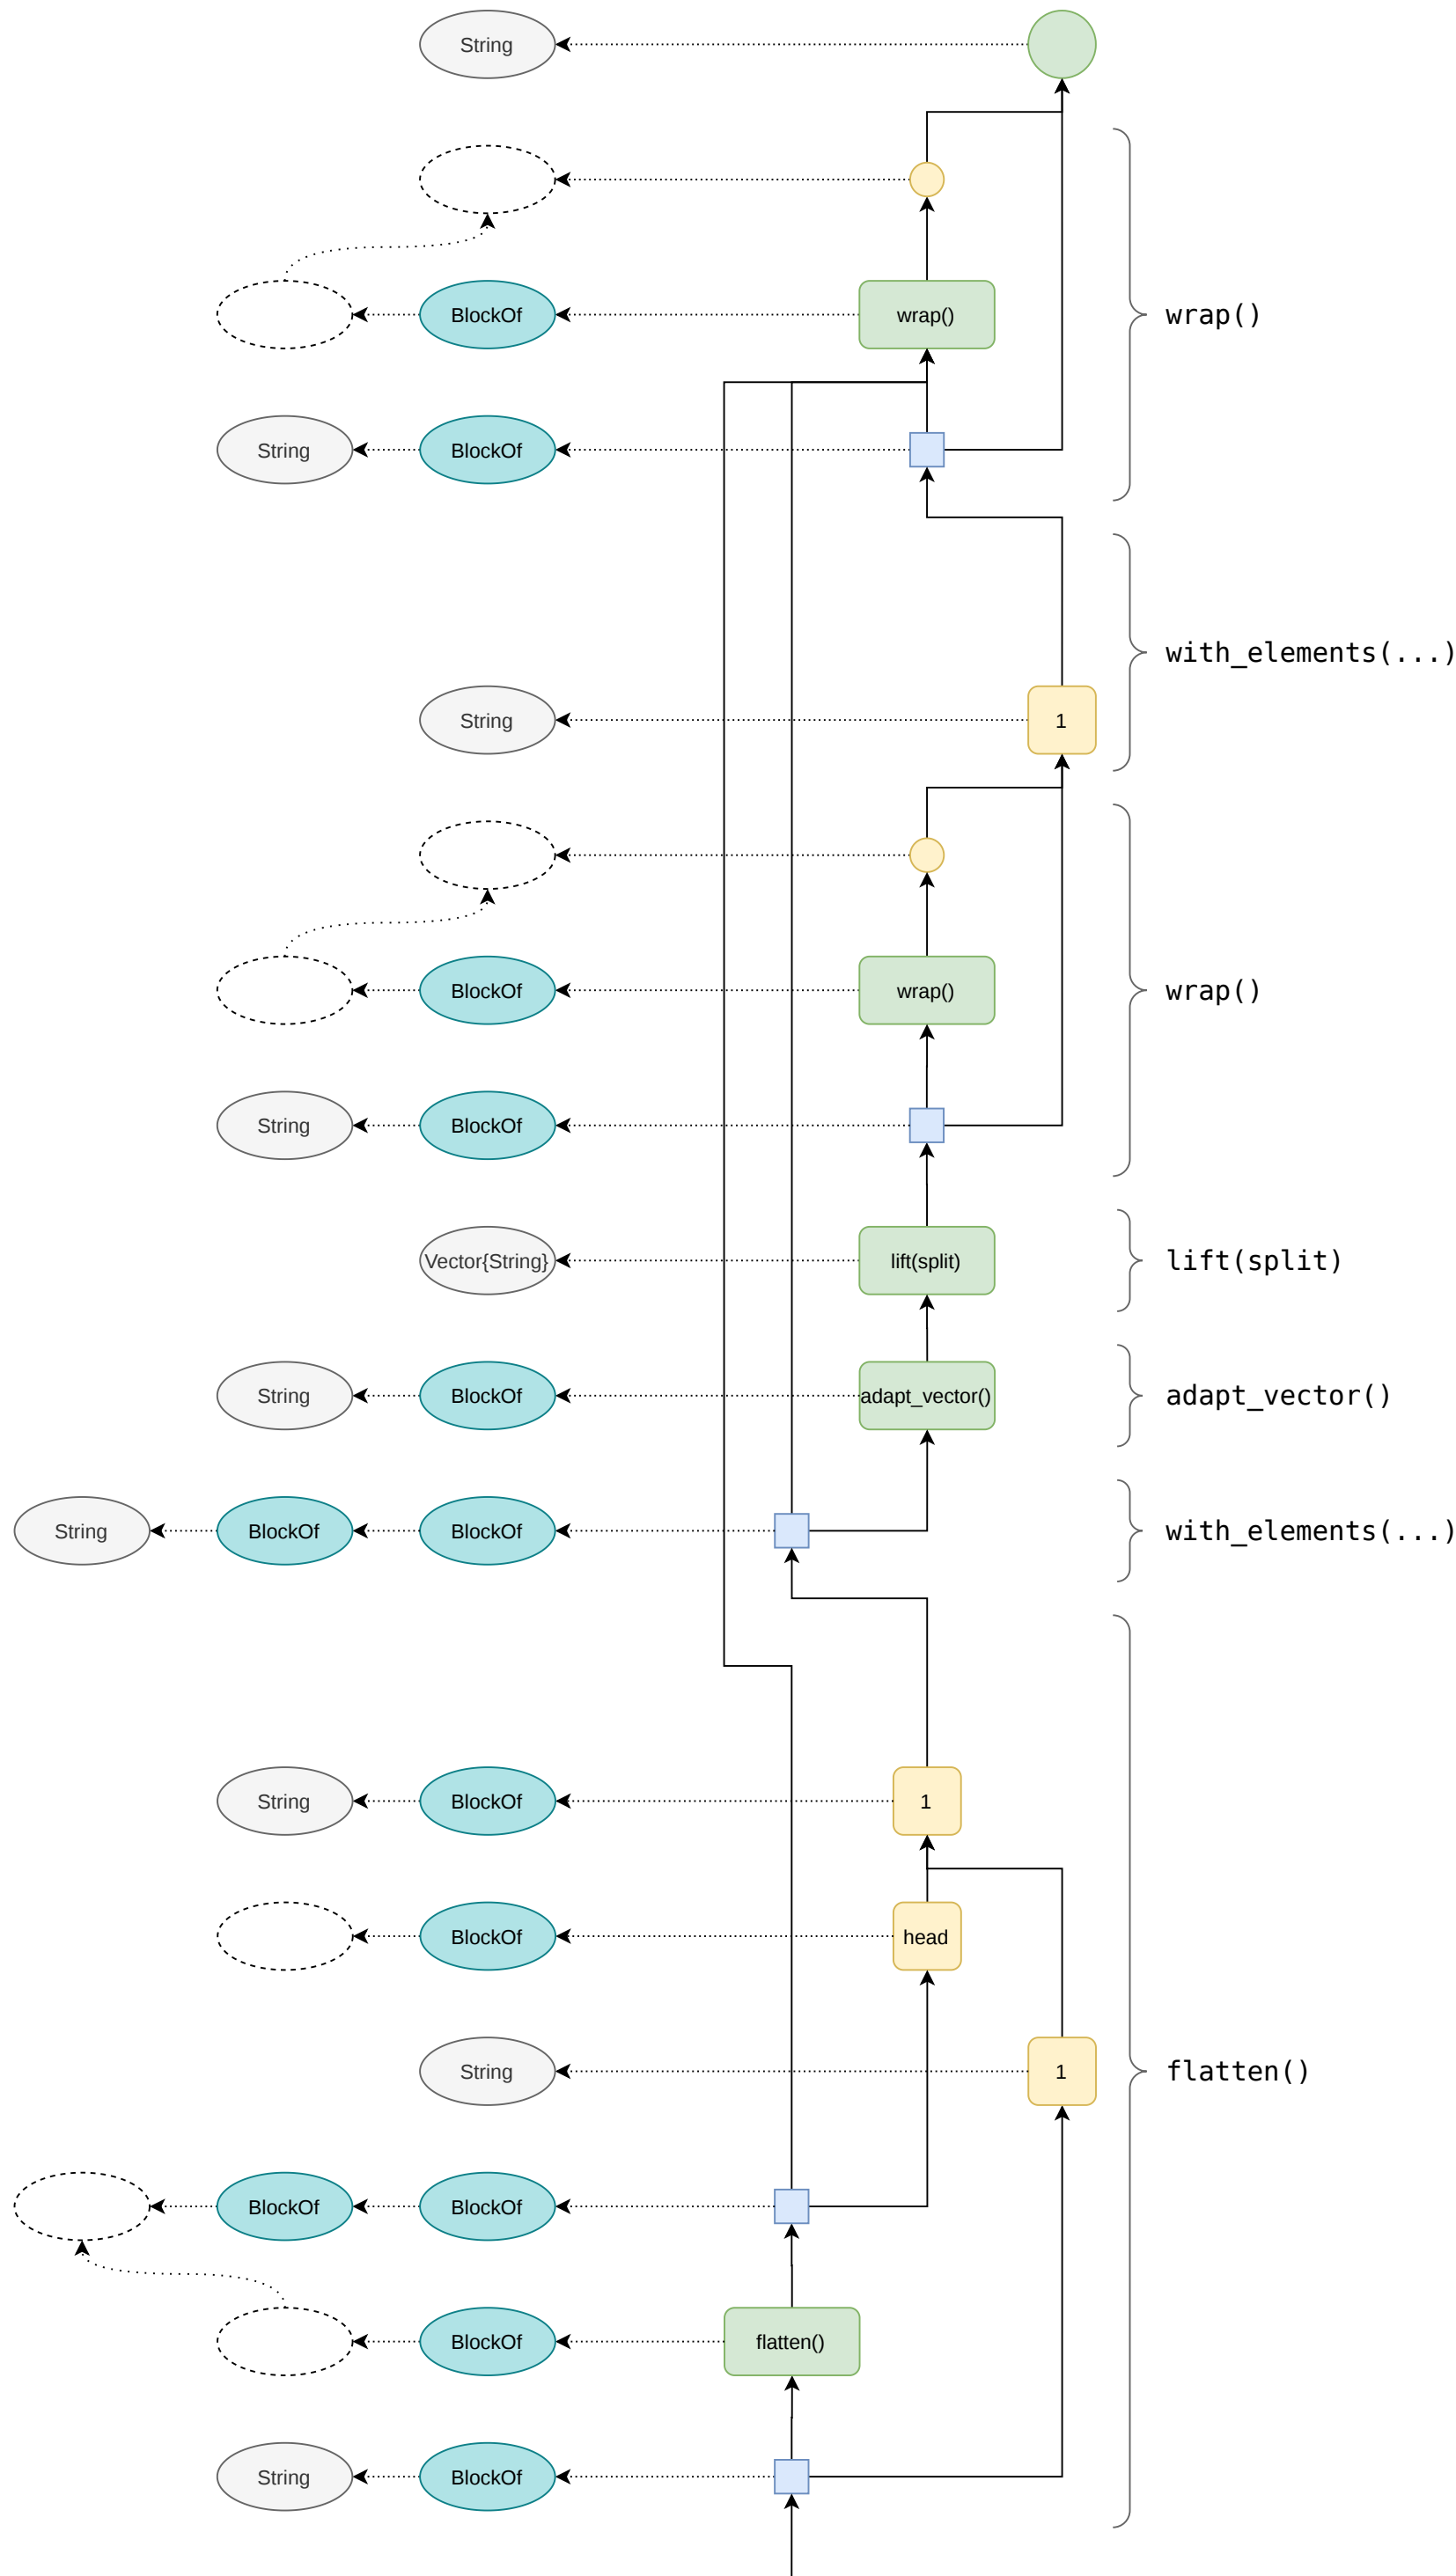 String
BlockOf
wrap()
wrap()
String
BlockOf
with_elements(...)
String
1
BlockOf
wrap()
wrap()
String
BlockOf
Vector{String}
lift(split)
lift(split)
String
BlockOf
adapt_vector()
adapt_vector()
String
BlockOf
BlockOf
with_elements(...)
String
BlockOf
1
BlockOf
head
String
1
flatten()
BlockOf
BlockOf
BlockOf
flatten()
String
BlockOf